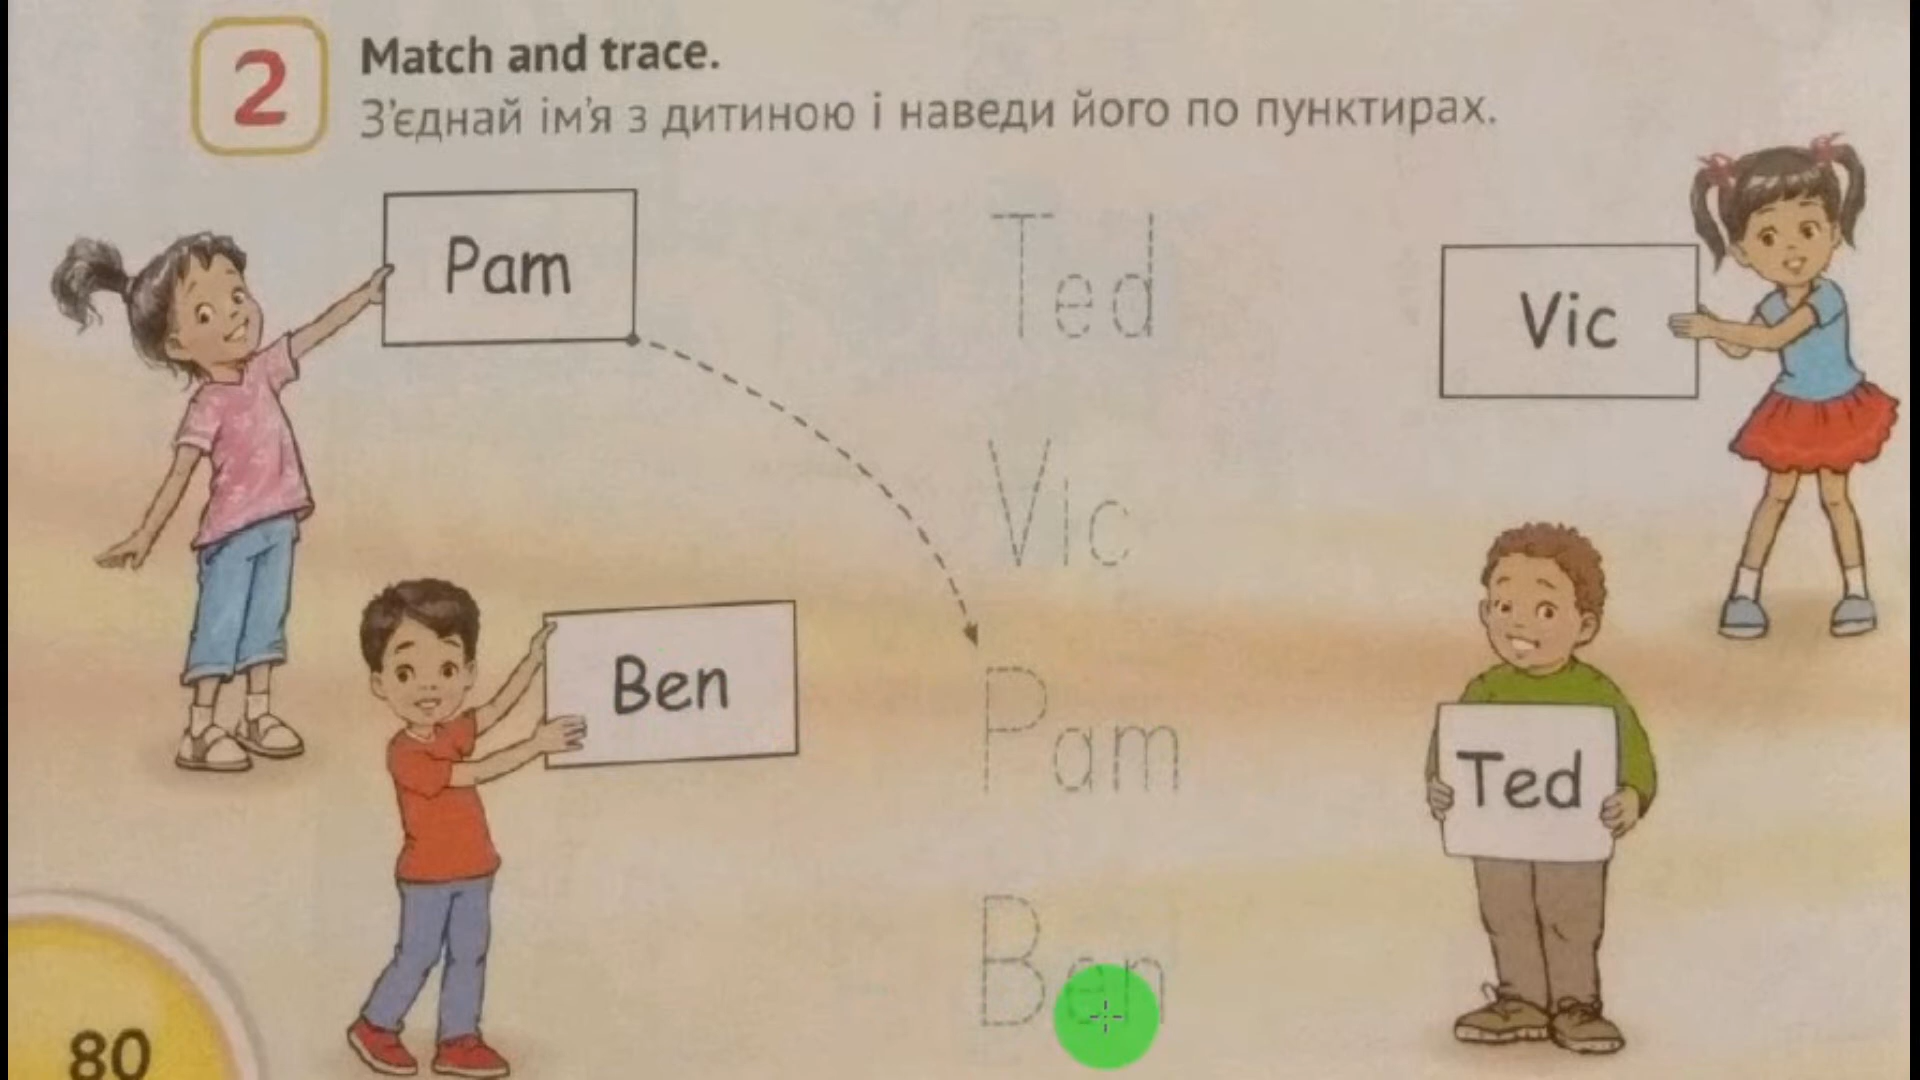 2
Match and trace.
З'єднай ім'я з дитиною і наведи його по пунктирах.
Pam
Ted
Vic
Vic
Ben
Pam
Ted
Ben
80